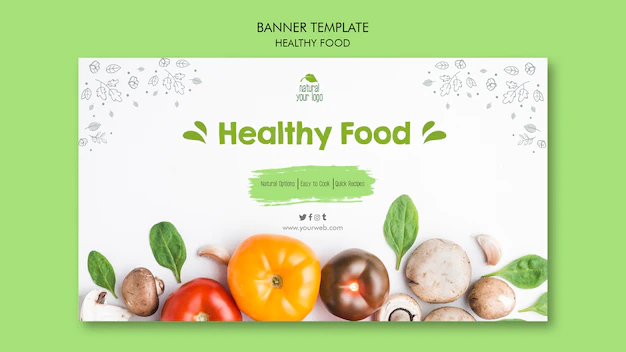 BANNER TEMPLATE
HEALTHY FOOD
natural
your logo
Healthy Food
Natural Options | Easy to Cook | Quick Recipes
www.yourweb.com